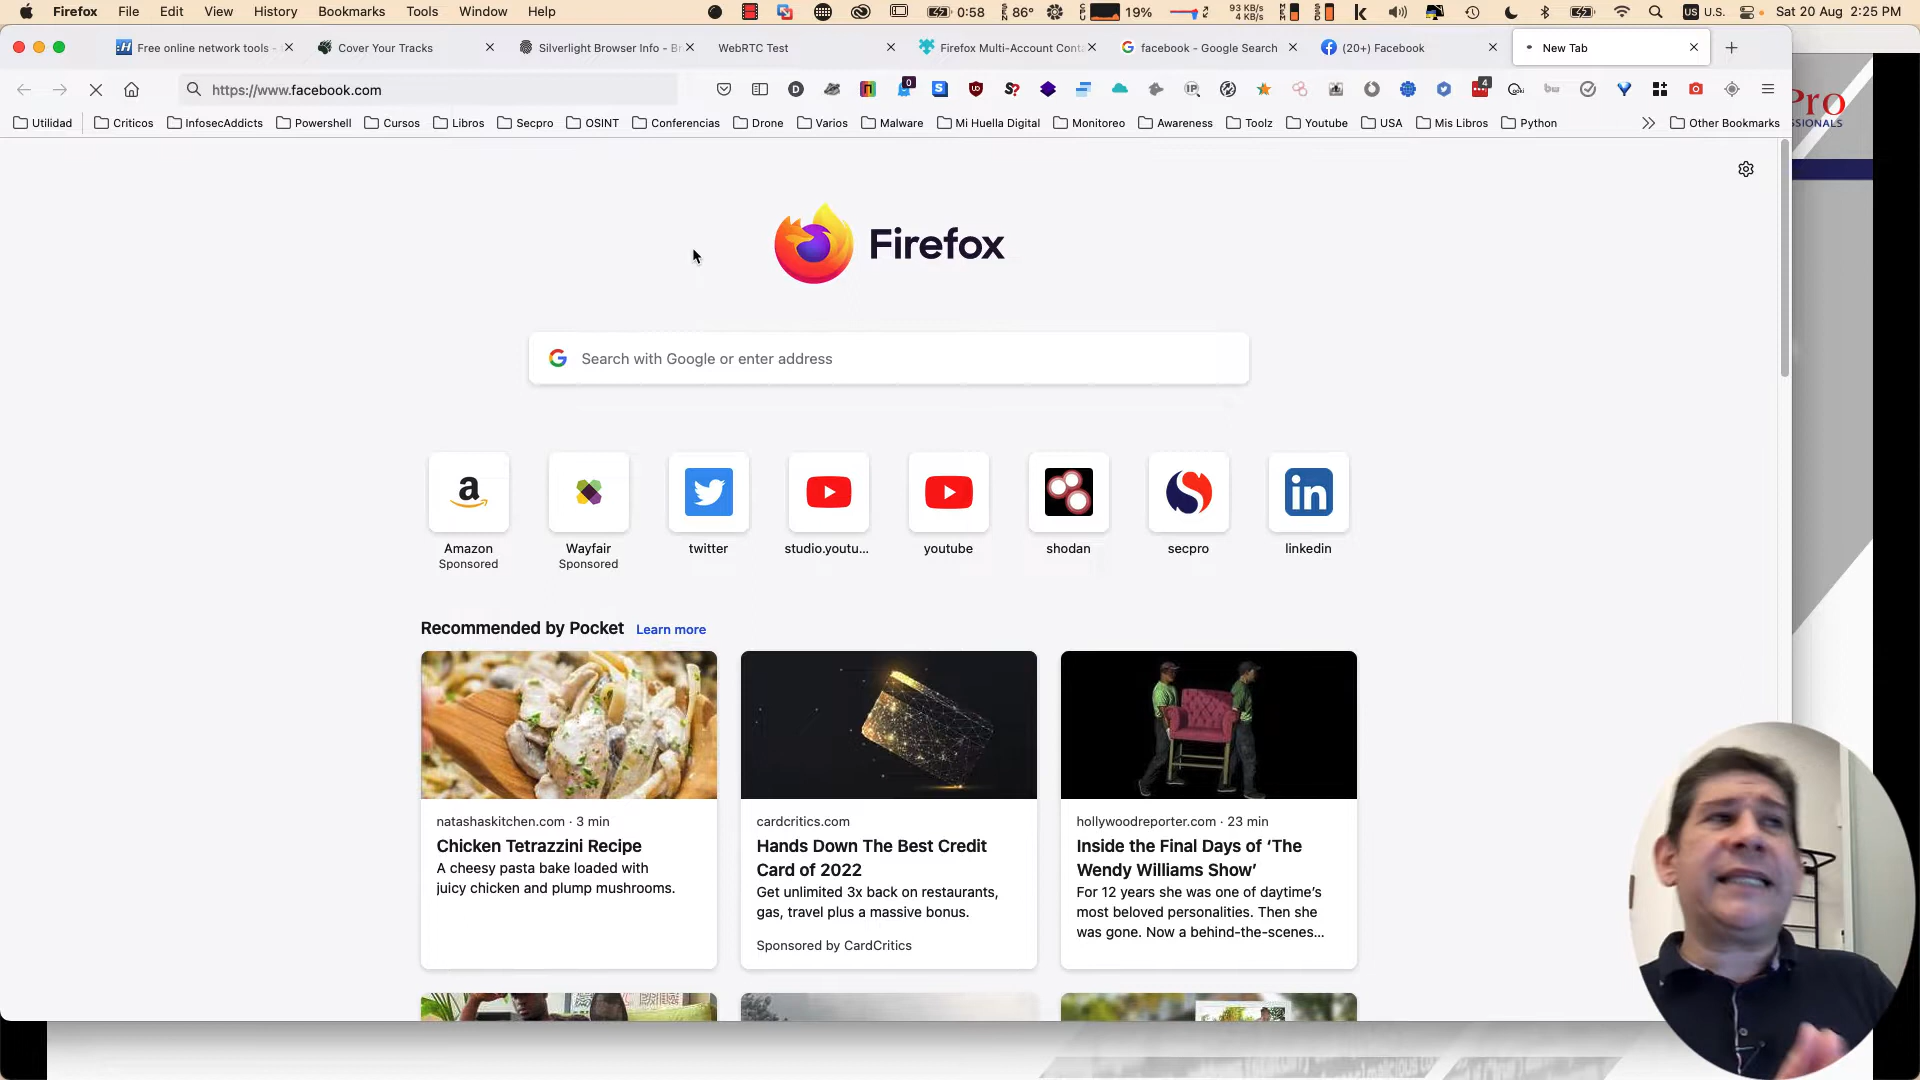 Firefox File Edit View History Bookmarks Tools Window Help 0:58 86° 19% 93 KB/s 4 KB/s U.S. Sat 20 Aug 2:25 PM
Free online network tools - Cover Your Tracks Silverlight Browser Info - Br WebRTC Test Firefox Multi-Account Conta facebook - Google Search (20+) Facebook New Tab
https://www.facebook.com
Utilidad Criticos InfosecAddicts Powershell Cursos Libros Secpro OSINT Conferencias Drone Varios Malware Mi Huella Digital Monitoreo Awareness Toolz Youtube USA Mis Libros Python Other Bookmarks
Pro
SSIONALS
Firefox
Search with Google or enter address
Amazon Wayfair twitter studio.youtu... youtube shodan secpro linkedin
Sponsored Sponsored
Recommended by Pocket Learn more
natashaskitchen.com · 3 min
Chicken Tetrazzini Recipe
A cheesy pasta bake loaded with
juicy chicken and plump mushrooms.
cardcritics.com
Hands Down The Best Credit
Card of 2022
Get unlimited 3x back on restaurants,
gas, travel plus a massive bonus.
Sponsored by CardCritics
hollywoodreporter.com · 23 min
Inside the Final Days of ‘The
Wendy Williams Show’
For 12 years she was one of daytime’s
most beloved personalities. Then she
was gone. Now a behind-the-scenes...